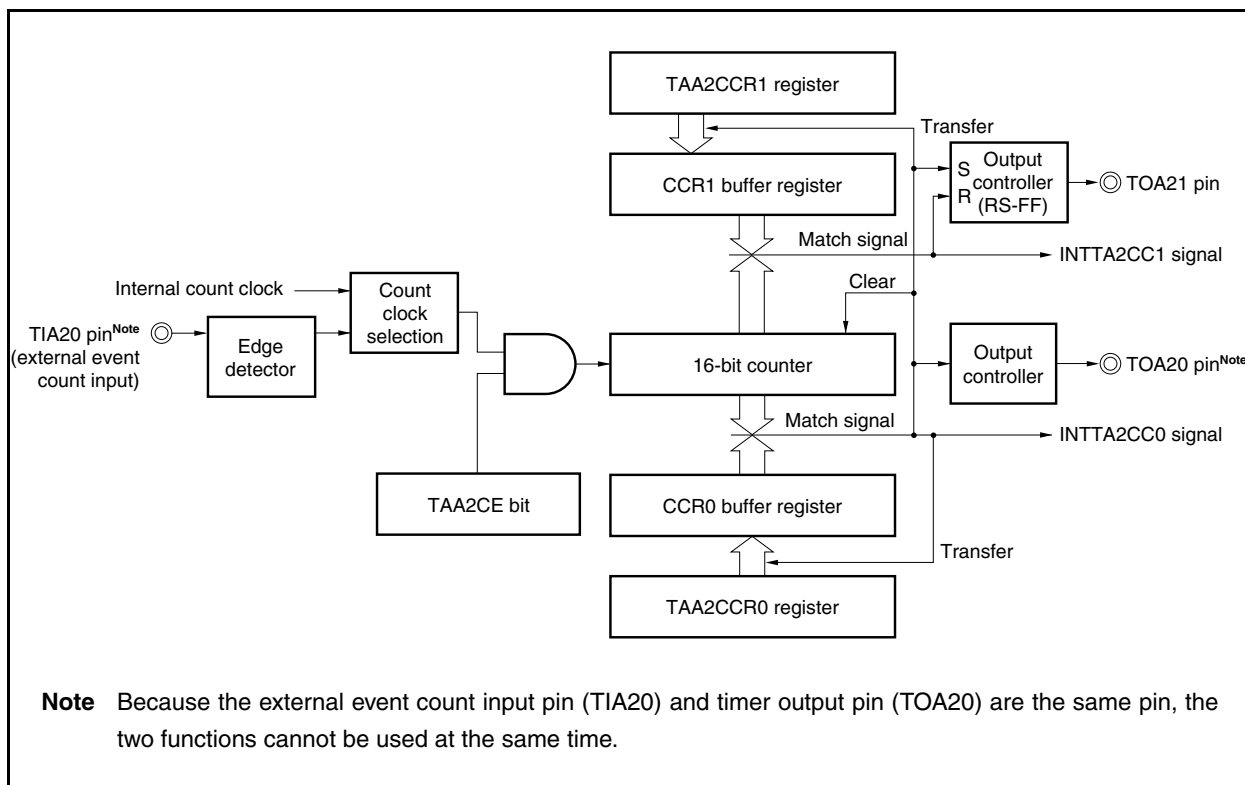 TAA2CCR1 register
Transfer
CCR1 buffer register
S
R
Output
controller
(RS-FF)
TOA21 pin
Match signal
INTTA2CC1 signal
Internal count clock
Count
clock
selection
Clear
TIA20 pinNote
(external event
count input)
Edge
detector
16-bit counter
Output
controller
TOA20 pinNote
Match signal
INTTA2CC0 signal
TAA2CE bit
CCR0 buffer register
Transfer
TAA2CCR0 register
Note Because the external event count input pin (TIA20) and timer output pin (TOA20) are the same pin, the
two functions cannot be used at the same time.